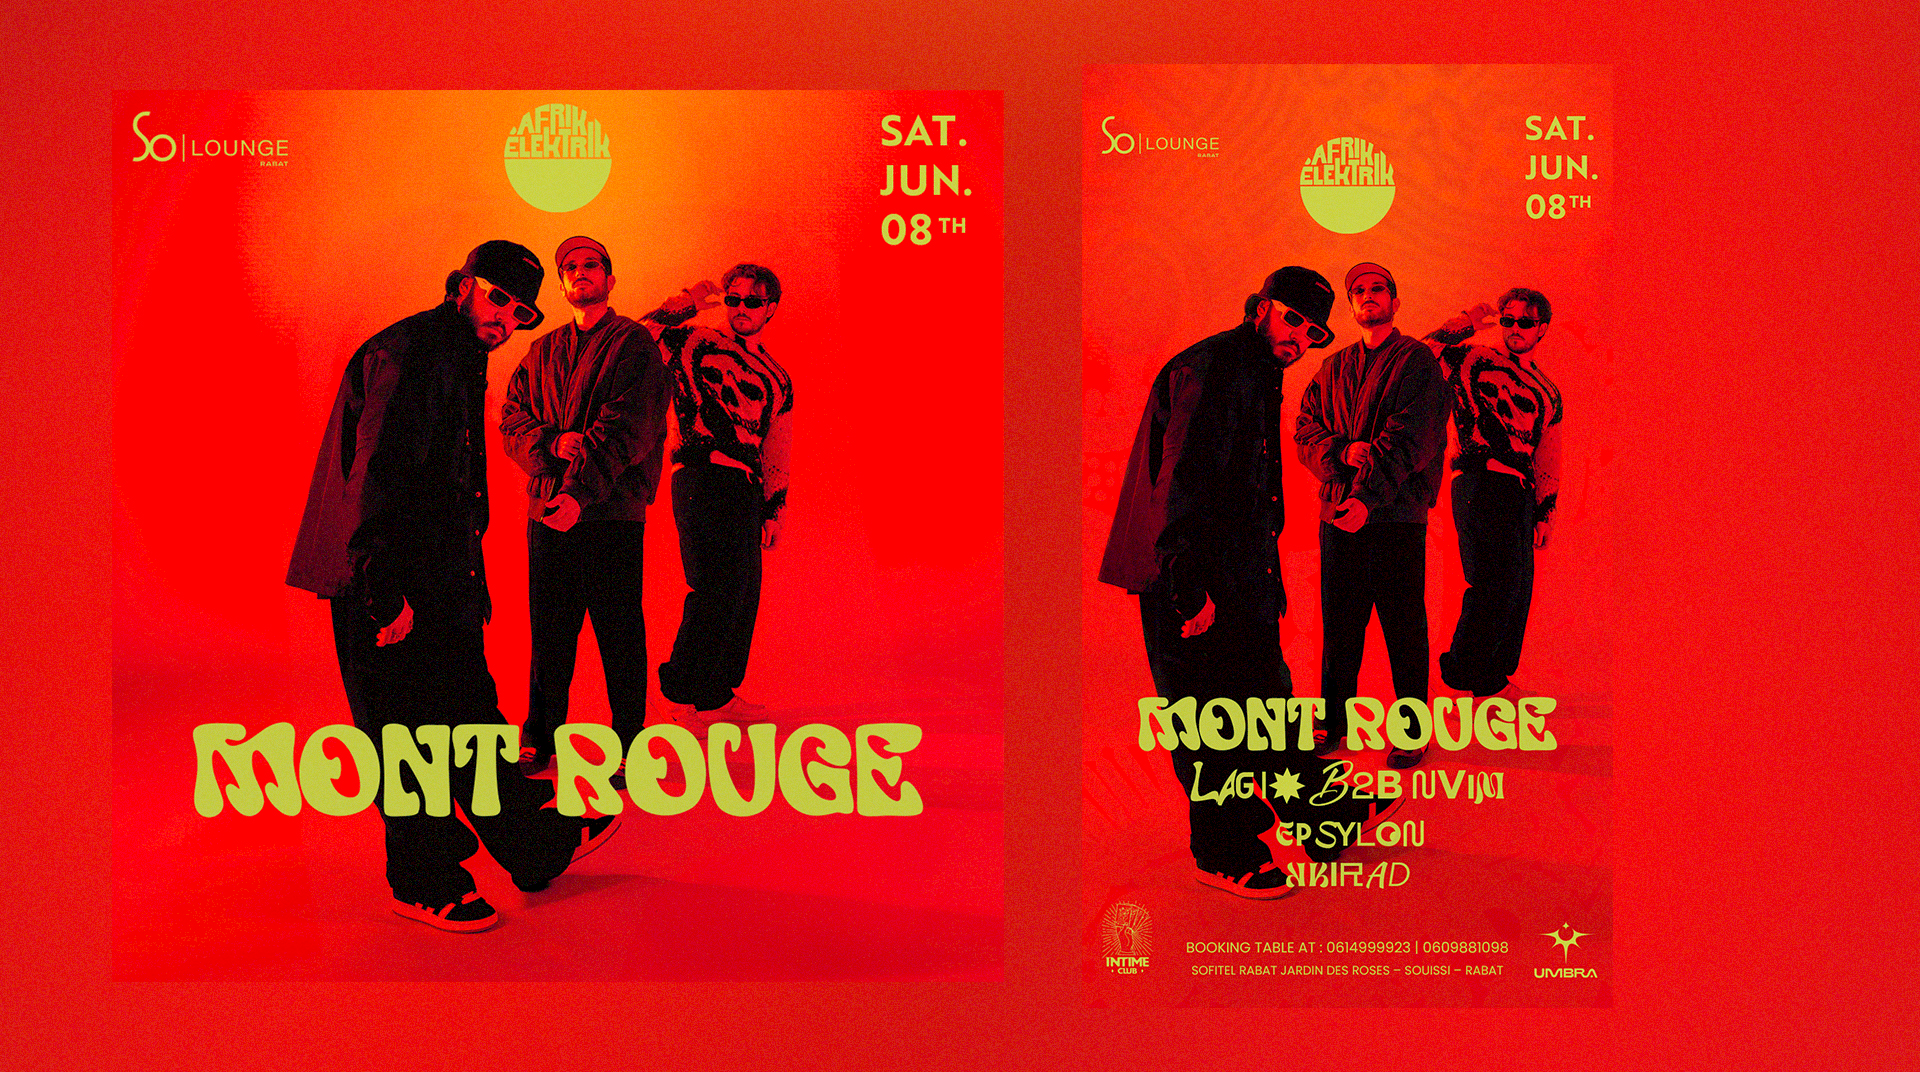 So | LOUNGE
RABAT
AFRIK
ELEKTRIK
SAT.
JUN.
08TH
MONT ROUGE
So | LOUNGE
RABAT
AFRIK
ELEKTRIK
SAT.
JUN.
08TH
MONT ROUGE
LAGI✷ B2B NVIM
EPSYLON
NKIRAD
INTIME
• CLUB •
BOOKING TABLE AT : 0614999923 | 0609881098
SOFITEL RABAT JARDIN DES ROSES – SOUISSI – RABAT
UMBRA